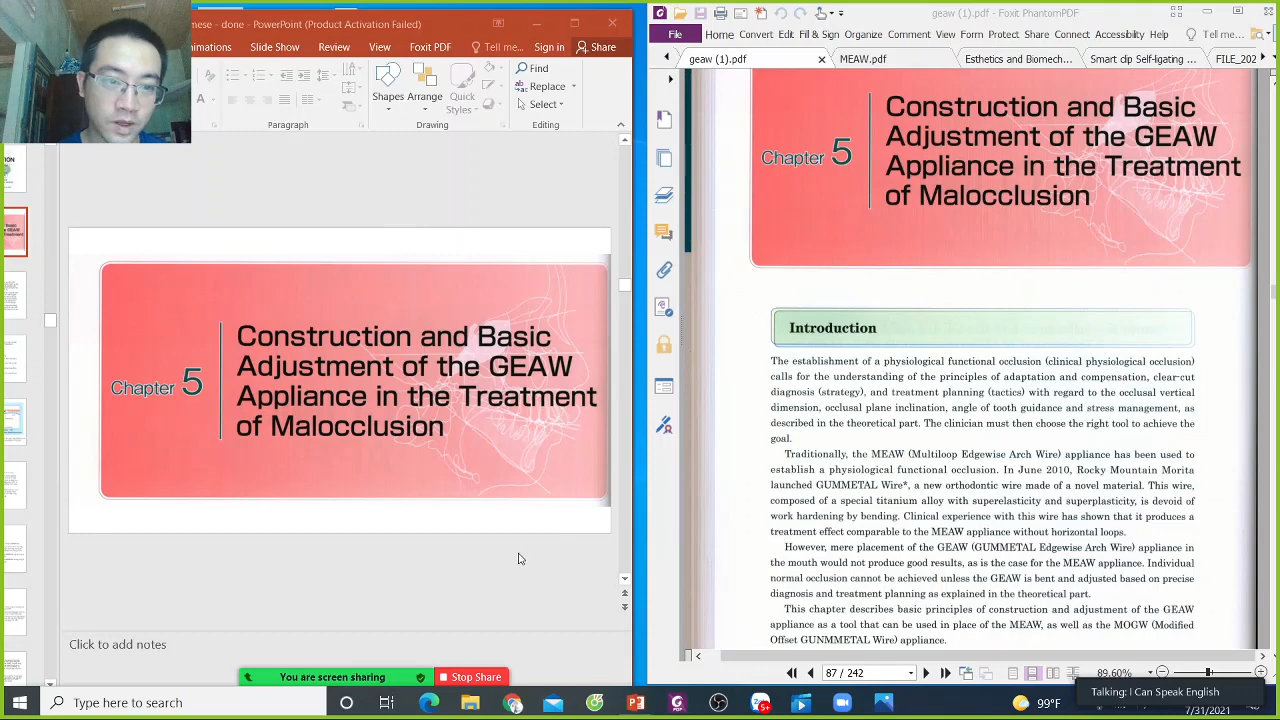 mese - done - PowerPoint (Product Activation Failed)
imations Slide Show Review View Foxit PDF Tell me... Sign in Share
Shapes Arrange Quick Styles
Find
Replace
Select
Paragraph Drawing Editing
Chapter 5
Construction and Basic
Adjustment of the GEAW
Appliance in the Treatment
of Malocclusion
Click to add notes
You are screen sharing Stop Share
geaw (1).pdf - Foxit PhantomPDF
File Home Convert Edit Fill & Sign Organize Comment View Form Protect Share Connect Accessibility Help Tell me...
geaw (1).pdf MEAW.pdf Esthetics and Biomech... Smart đẹp Self-ligating ... FILE_202
Chapter 5
Construction and Basic
Adjustment of the GEAW
Appliance in the Treatment
of Malocclusion
Introduction
The establishment of a physiological functional occlusion (clinical physiological occlusion)
calls for the understanding of the principles of adaptation and compensation, clear-cut
diagnosis (strategy), and treatment planning (tactics) with regard to the occlusal vertical
dimension, occlusal plane inclination, angle of tooth guidance and stress management, as
described in the theoretical part. The clinician must then choose the right tool to achieve the
goal.
Traditionally, the MEAW (Multiloop Edgewise Arch Wire) appliance has been used to
establish a physiological functional occlusion. In June 2010, Rocky Mountain Morita
launched GUMMETAL Wire*, a new orthodontic wire made of a novel material. This wire,
composed of a special titanium alloy with superelasticity and superplasticity, is devoid of
work hardening by bending. Clinical experience with this wire has shown that it produces a
treatment effect comparable to the MEAW appliance without horizontal loops.
However, mere placement of the GEAW (GUMMETAL Edgewise Arch Wire) appliance in
the mouth would not produce good results, as is the case for the MEAW appliance. Individual
normal occlusion cannot be achieved unless the GEAW is bent and adjusted based on precise
diagnosis and treatment planning as explained in the theoretical part.
This chapter describes basic principles of construction and adjustment of the GEAW
appliance as a tool that can be used in place of the MEAW, as well as the MOGW (Modified
Offset GUNMMETAL Wire) appliance.
87 / 242 89.60%
Talking: I Can Speak English
Type here to search
5+
99°F
7/31/2021